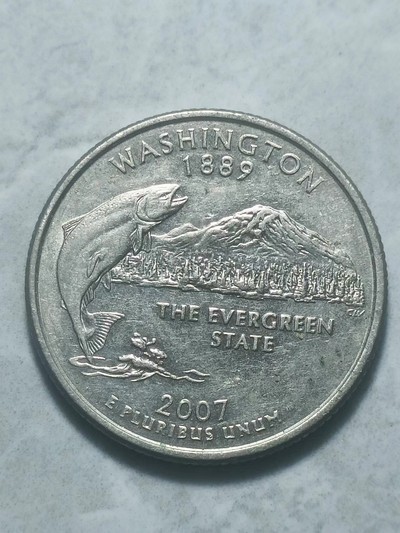 WASHINGTON
1889
THE EVERGREEN
STATE
2007
E PLURIBUS UNUM